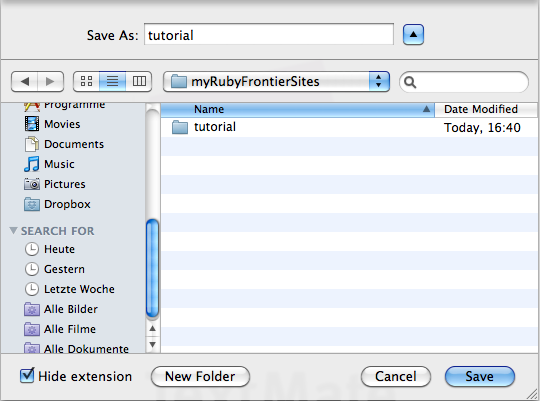 Save As: tutorial
myRubyFrontierSites
Name Date Modified
Programme
Movies
Documents
Music
Pictures
Dropbox
SEARCH FOR
Heute
Gestern
Letzte Woche
Alle Bilder
Alle Filme
Alle Dokumente
tutorial Today, 16:40
Hide extension New Folder Cancel Save
TextMate